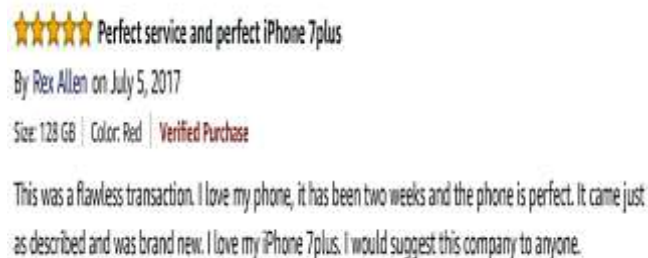 Perfect service and perfect iPhone 7plus
By Rex Allen on July 5, 2017
Size: 128 GB | Color: Red | Verified Purchase
This was a flawless transaction. I love my phone, it has been two weeks and the phone is perfect. It came just
as described and was brand new. I love my iPhone 7plus. I would suggest this company to anyone.